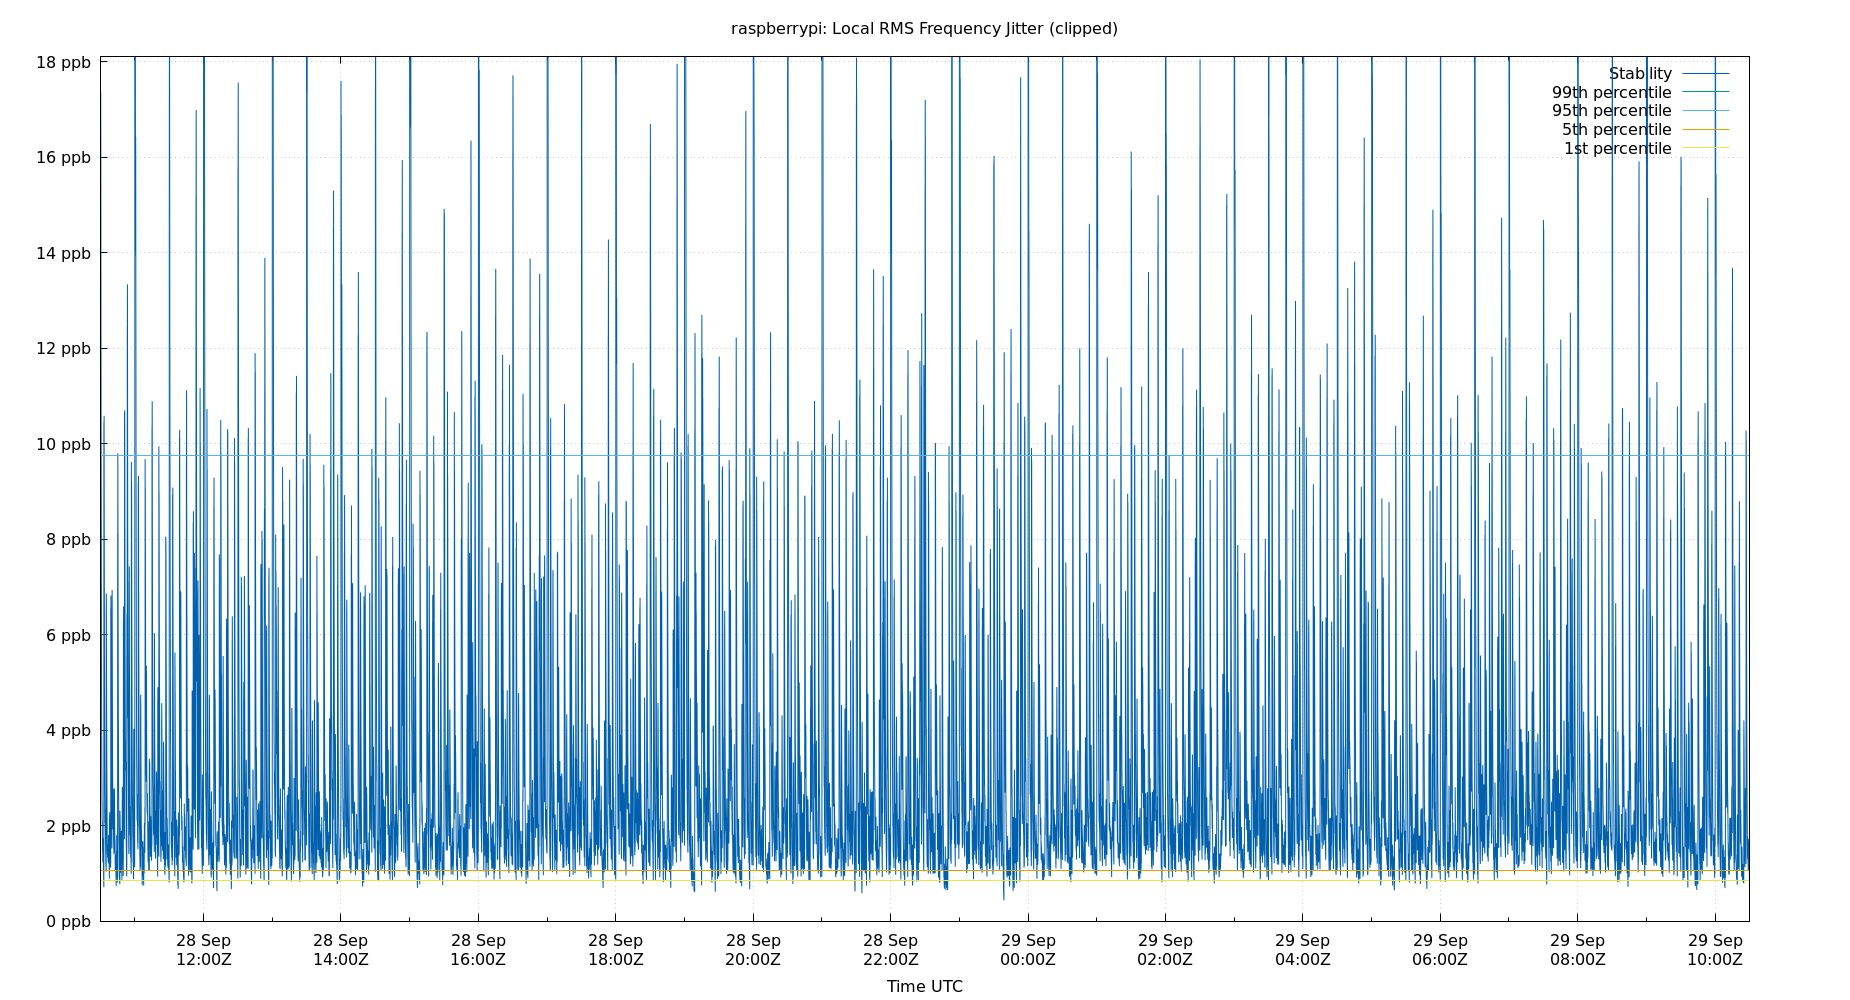 raspberrypi: Local RMS Frequency Jitter (clipped)
18 ppb
16 ppb
14 ppb
12 ppb
10 ppb
8 ppb
6 ppb
4 ppb
2 ppb
0 ppb
Stability
99th percentile
95th percentile
5th percentile
1st percentile
28 Sep 28 Sep 28 Sep 28 Sep 28 Sep 28 Sep 29 Sep 29 Sep 29 Sep 29 Sep 29 Sep 29 Sep
12:00Z 14:00Z 16:00Z 18:00Z 20:00Z 22:00Z 00:00Z 02:00Z 04:00Z 06:00Z 08:00Z 10:00Z
Time UTC